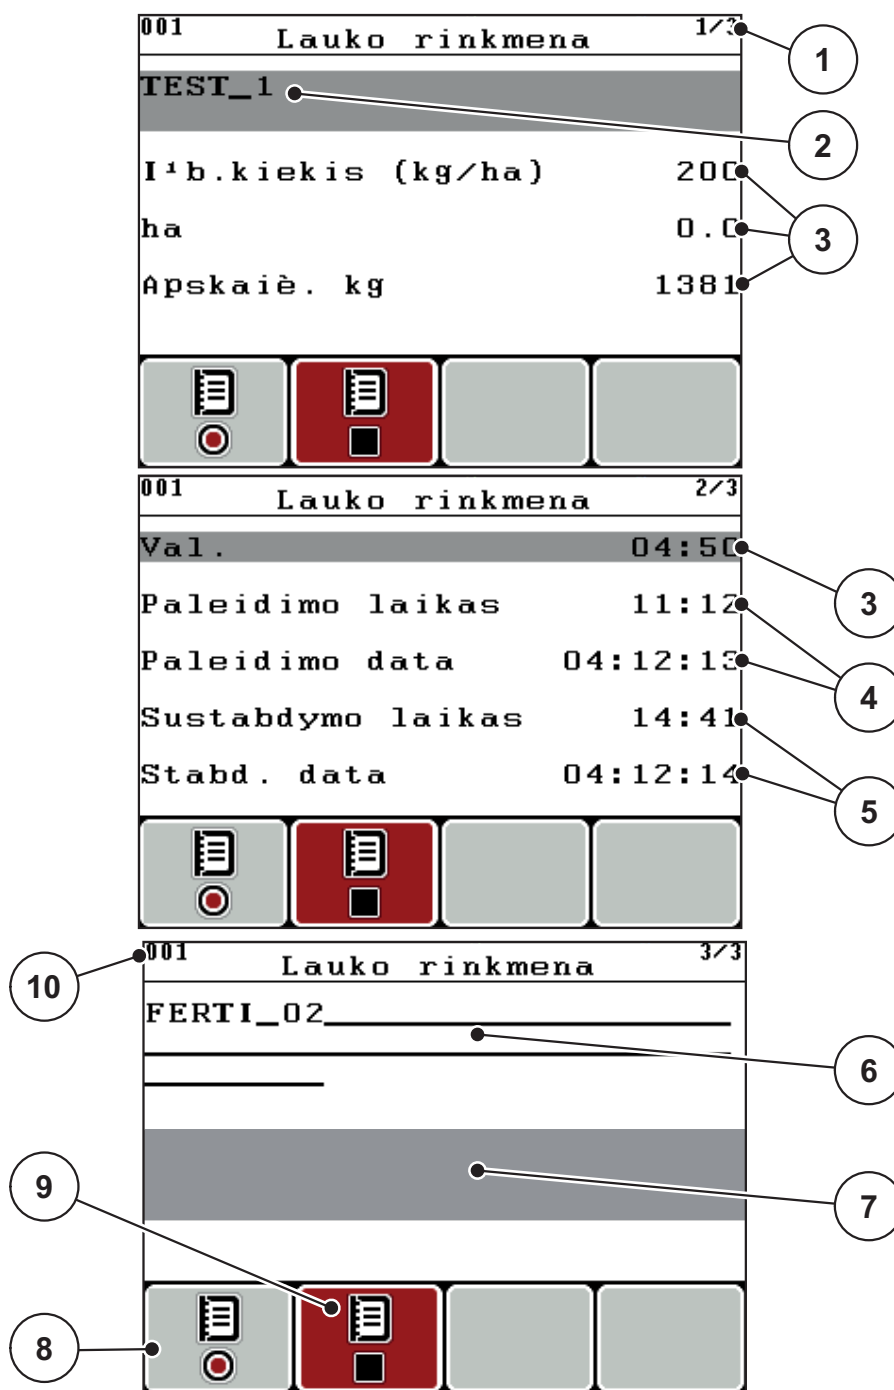 001 Lauko rinkmena 1/3
1
TEST_1
2
I¹b.kiekis (kg/ha) 200
ha 0.0
3
Apskaiè. kg 1381
001 Lauko rinkmena 2/3
Val. 04:50
3
Paleidimo laikas 11:12
Paleidimo data 04:12:13
4
Sustabdymo laikas 14:41
Stabd. data 04:12:14
5
001 Lauko rinkmena 3/3
10
FERTI_02
6
9
7
8